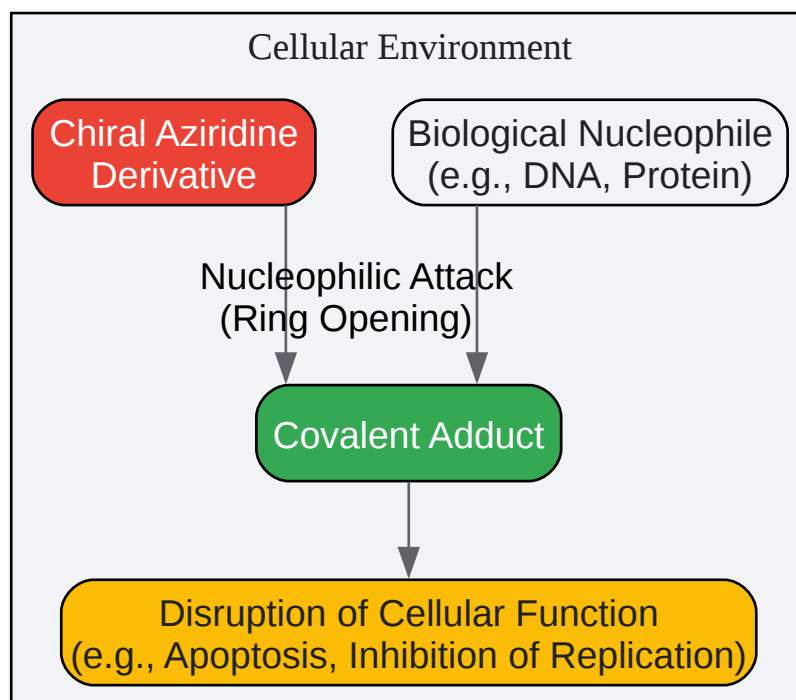 Cellular Environment
Chiral Aziridine
Derivative
Biological Nucleophile
(e.g., DNA, Protein)
Nucleophilic Attack
(Ring Opening)
Covalent Adduct
Disruption of Cellular Function
(e.g., Apoptosis, Inhibition of Replication)